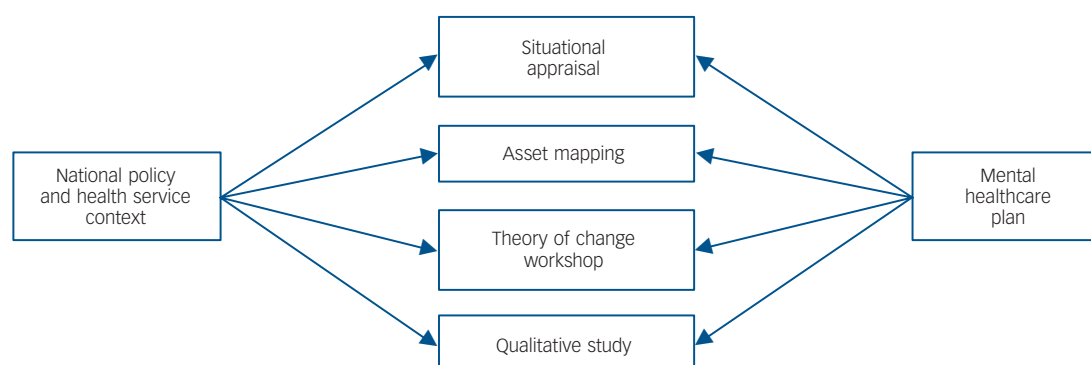 Situational
appraisal
Asset mapping
National policy
and health service
context
Mental
healthcare
plan
Theory of change
workshop
Qualitative study